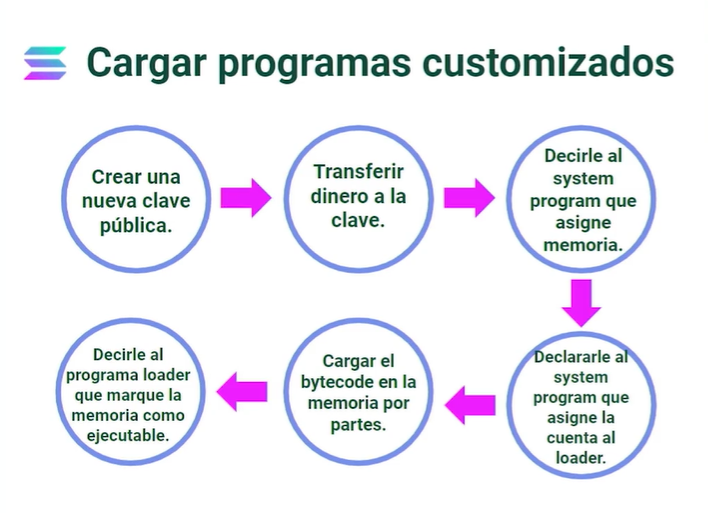 Cargar programas customizados
Crear una
nueva clave
pública.
Transferir
dinero a la
clave.
Decirle al
system
program que
asigne
memoria.
Declararle al
system
program que
asigne la
cuenta al
loader.
Cargar el
bytecode en la
memoria por
partes.
Decirle al
programa loader
que marque la
memoria como
ejecutable.